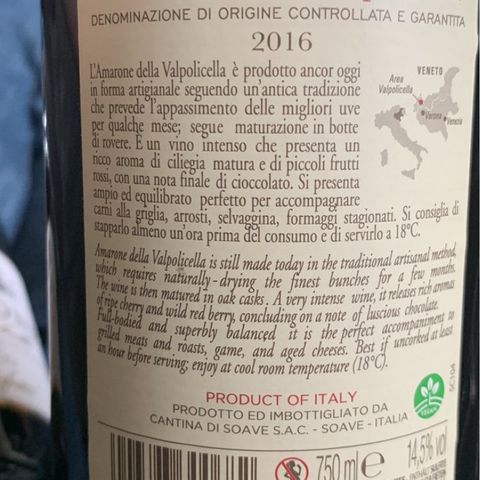 DENOMINAZIONE DI ORIGINE CONTROLLATA E GARANTITA
2016
L'Amarone della Valpolicella è prodotto ancor oggi
in forma artigianale seguendo un'antica tradizione
che prevede l'appassimento delle migliori uve
per qualche mese; segue maturazione in botte
di rovere. È un vino intenso che presenta un
ricco aroma di ciliegia matura e di piccoli frutti
rossi, con una nota finale di cioccolato. Si presenta
ampio ed equilibrato perfetto per accompagnare
carni alla griglia, arrosti, selvaggina, formaggi stagionati. Si consiglia di
stapparlo almeno un'ora prima del consumo e di servirlo a 18°C.
VENETO
Area
Valpolicella
Verona
Venezia
Amarone della Valpolicella is still made today in the traditional artisanal method,
which requires naturally-drying the finest bunches for a few months.
The wine is then matured in oak casks. A very intense wine, it releases rich aromas
of ripe cherry and wild red berry, concluding on a note of luscious chocolate.
Full-bodied and superbly balanced it is the perfect accompaniment to
grilled meats and roasts, game, and aged cheeses. Best if uncorked at least
an hour before serving; enjoy at cool room temperature (18°C).
PRODUCT OF ITALY
PRODOTTO ED IMBOTTIGLIATO DA
CANTINA DI SOAVE S.A.C. - SOAVE - ITALIA
VEGAN
SC104
750 ml e
14,5% vol